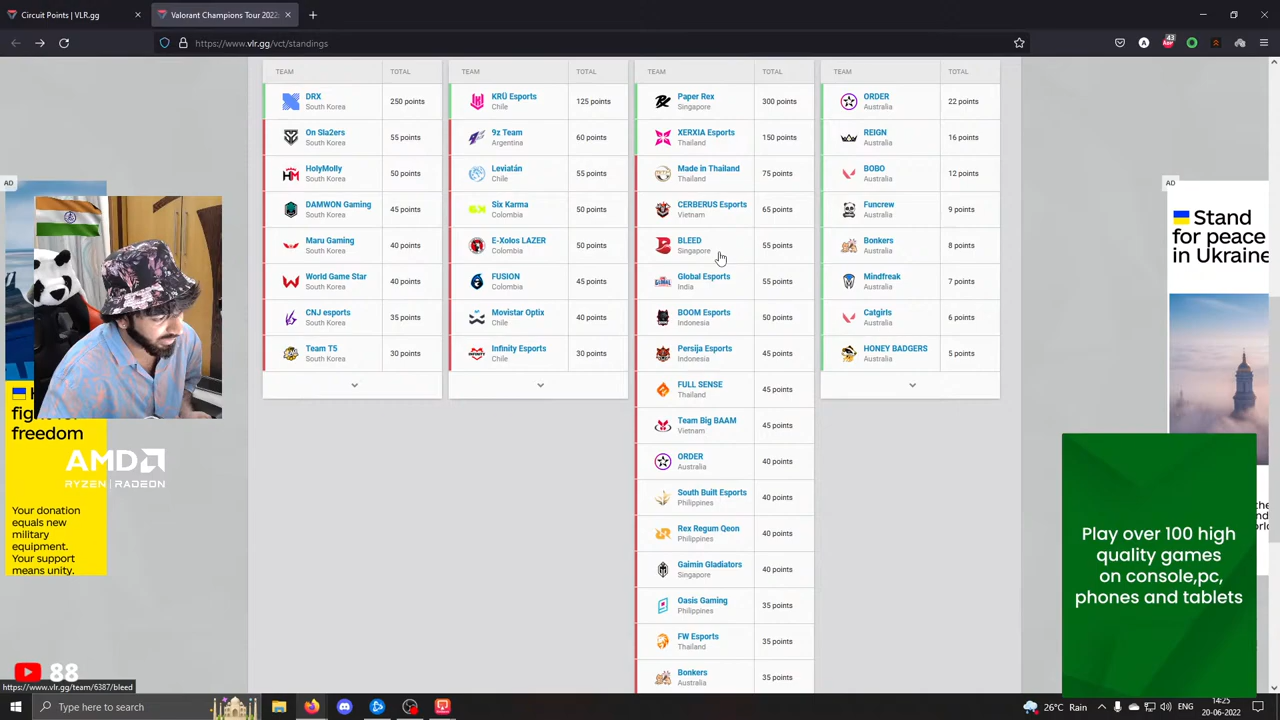 Circuit Points | VLR.gg
Valorant Champions Tour 2022:
https://www.vlr.gg/vct/standings
43
TEAM TOTAL
DRX 250 points
South Korea
On Sla2ers 55 points
South Korea
HolyMolly 50 points
South Korea
DAMWON Gaming 45 points
South Korea
Maru Gaming 40 points
South Korea
World Game Star 40 points
South Korea
CNJ esports 35 points
South Korea
Team T5 30 points
South Korea
TEAM TOTAL
KRÜ Esports 125 points
Chile
9z Team 60 points
Argentina
Leviatán 55 points
Chile
Six Karma 50 points
Colombia
E-Xolos LAZER 50 points
Colombia
FUSION 45 points
Colombia
Movistar Optix 40 points
Chile
Infinity Esports 30 points
Chile
TEAM TOTAL
Paper Rex 300 points
Singapore
XERXIA Esports 150 points
Thailand
Made in Thailand 75 points
Thailand
CERBERUS Esports 65 points
Vietnam
BLEED 55 points
Singapore
Global Esports 55 points
India
BOOM Esports 50 points
Indonesia
Persija Esports 45 points
Indonesia
FULL SENSE 45 points
Thailand
Team Big BAAM 45 points
Vietnam
ORDER 40 points
Australia
South Built Esports 40 points
Philippines
Rex Regum Qeon 40 points
Philippines
Gaimin Gladiators 40 points
Singapore
Oasis Gaming 35 points
Philippines
FW Esports 35 points
Thailand
Bonkers 35 points
Australia
TEAM TOTAL
ORDER 22 points
Australia
REIGN 16 points
Australia
BOBO 12 points
Australia
Funcrew 9 points
Australia
Bonkers 8 points
Australia
Mindfreak 7 points
Australia
Catgirls 6 points
Australia
HONEY BADGERS 5 points
Australia
AD
freedom
AMD
RYZEN | RADEON
Your donation
equals new
military
equipment.
Your support
means unity.
AD
Stand
for peace
in Ukraine
Play over 100 high
quality games
on console,pc,
phones and tablets
88
https://www.vlr.gg/team/6387/bleed
Type here to search
26°C Rain
14:25
20-06-2022